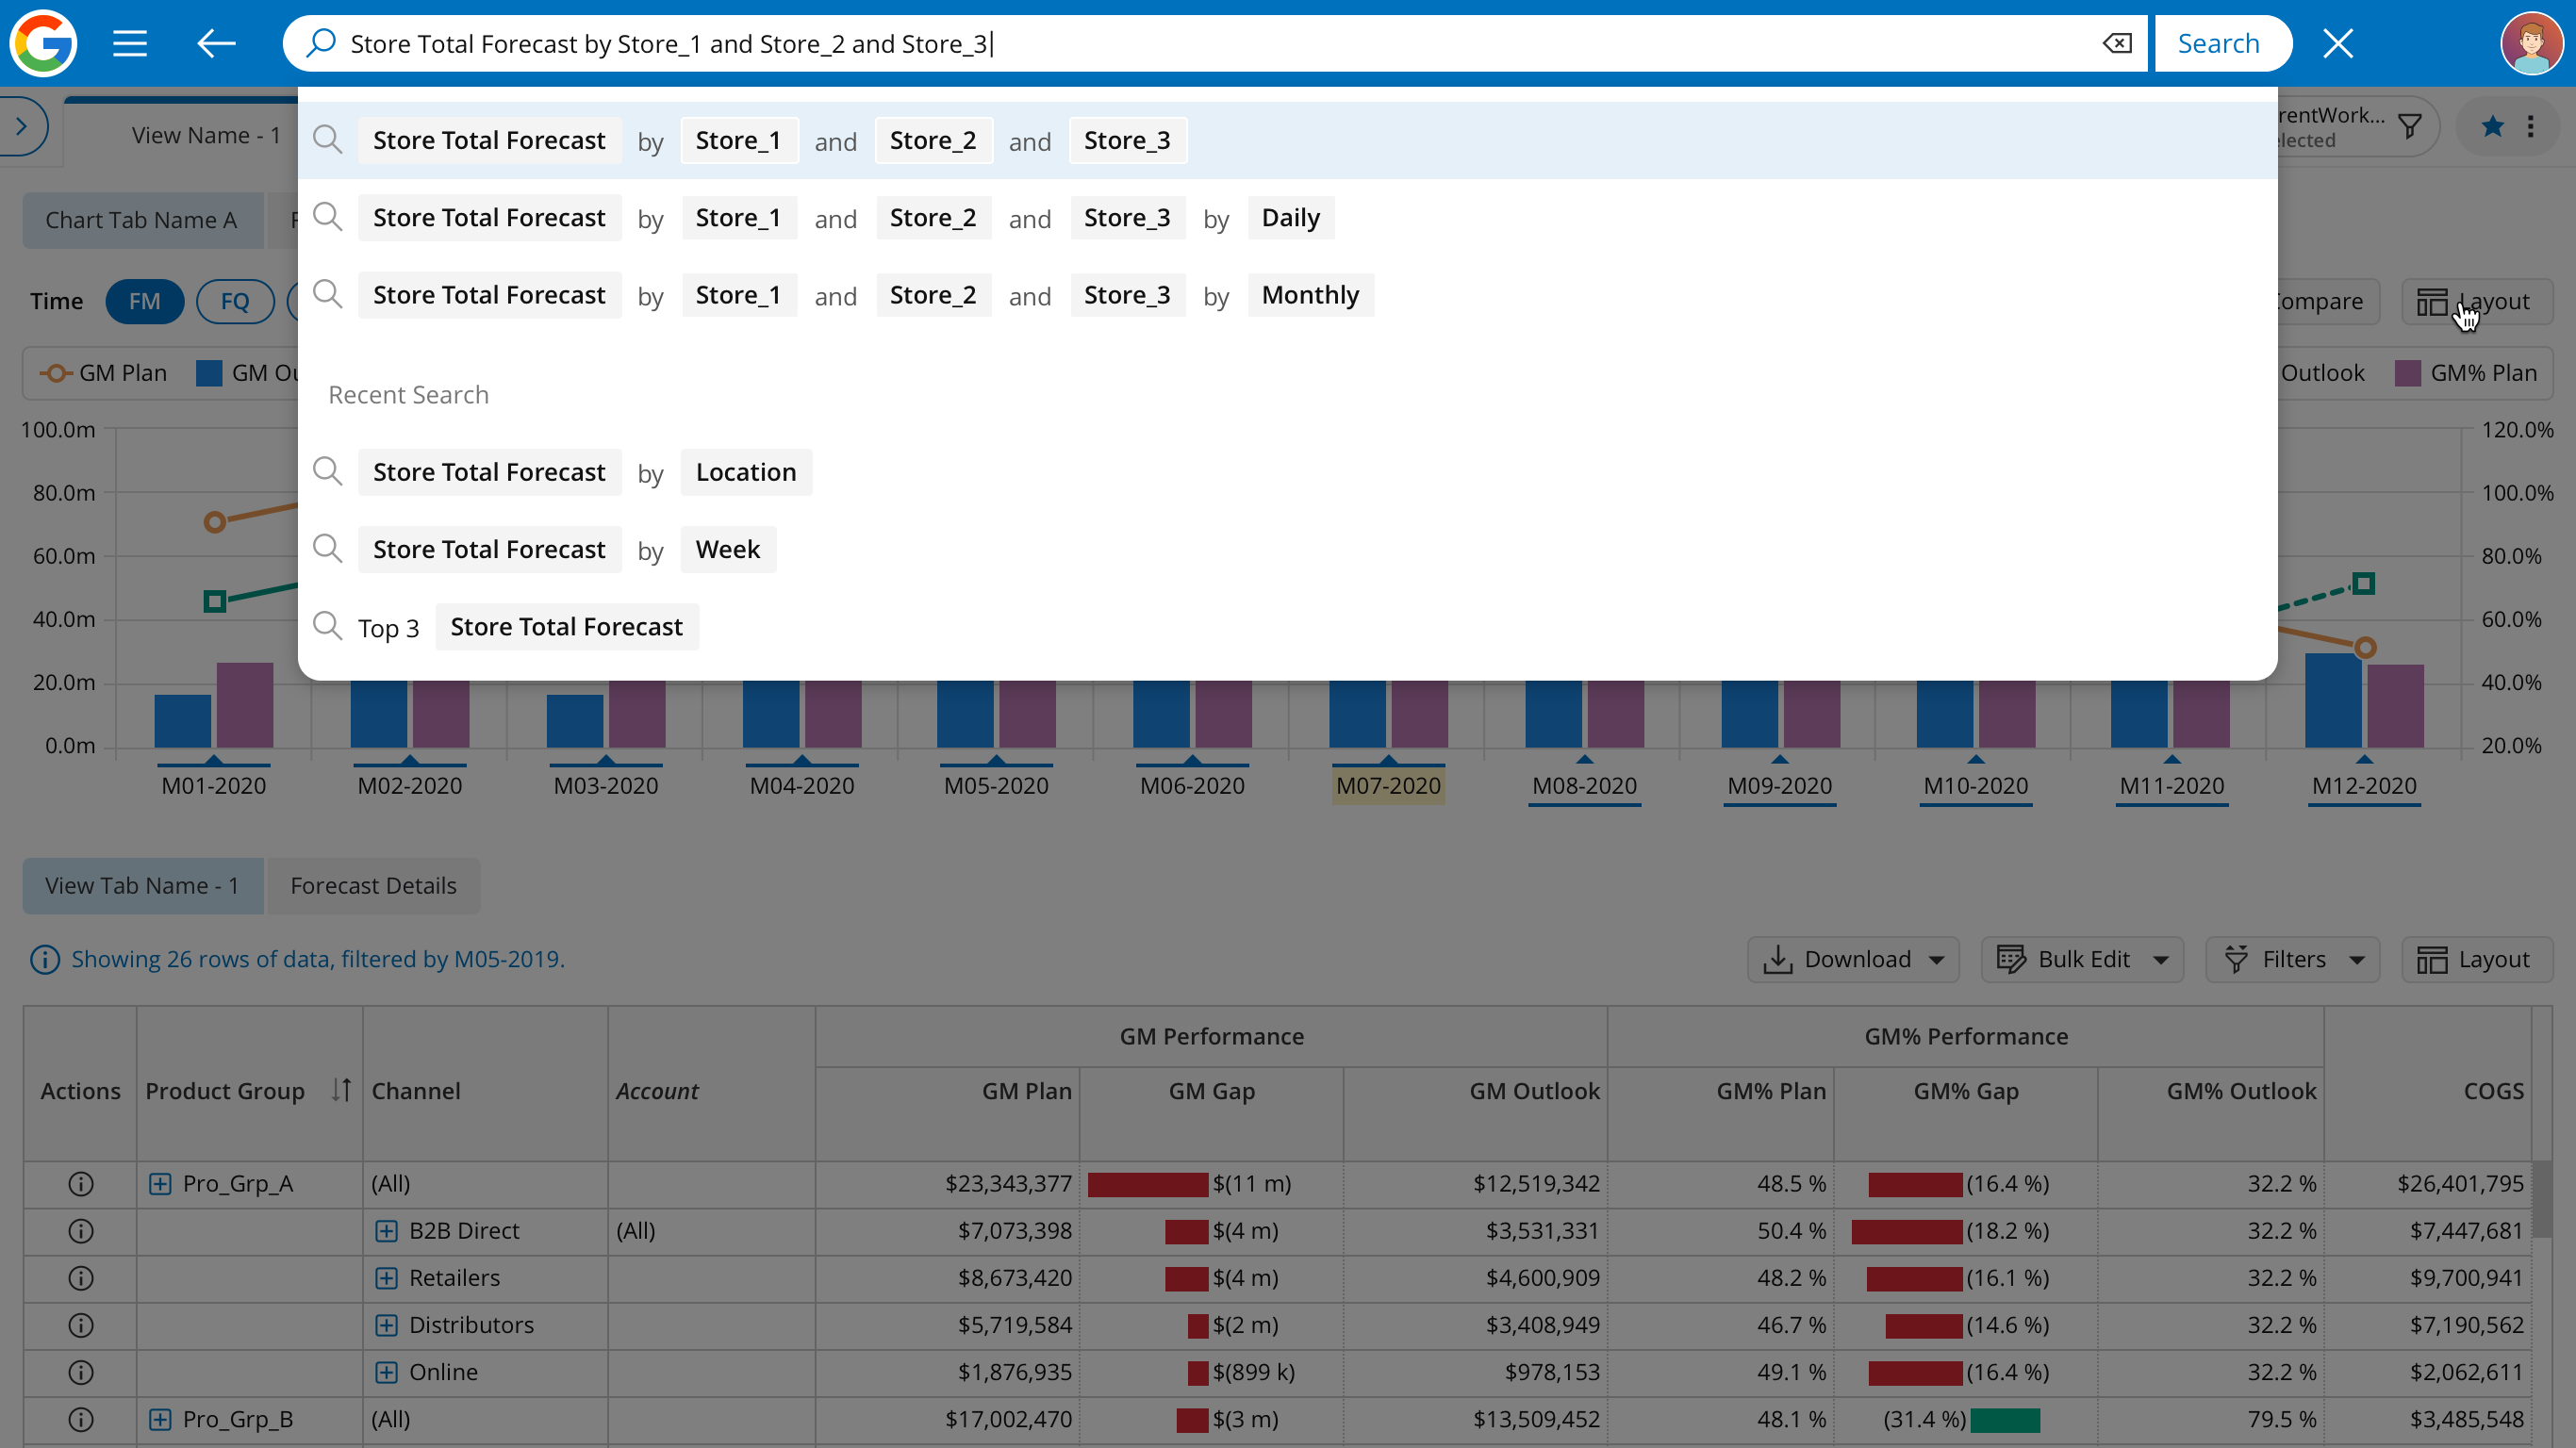 Store Total Forecast by Store_1 and Store_2 and Store_3
Search
View Name - 1
rentWork...
lected
Store Total Forecast by Store_1 and Store_2 and Store_3
Store Total Forecast by Store_1 and Store_2 and Store_3 by Daily
Store Total Forecast by Store_1 and Store_2 and Store_3 by Monthly
Recent Search
Store Total Forecast by Location
Store Total Forecast by Week
Top 3 Store Total Forecast
Chart Tab Name A
Time FM FQ
ompare Layout
GM Plan GM Ou
Outlook GM% Plan
100.0m 120.0%
80.0m 100.0%
60.0m 80.0%
40.0m 60.0%
20.0m 40.0%
0.0m 20.0%
M01-2020 M02-2020 M03-2020 M04-2020 M05-2020 M06-2020 M07-2020 M08-2020 M09-2020 M10-2020 M11-2020 M12-2020
View Tab Name - 1 Forecast Details
Showing 26 rows of data, filtered by M05-2019.
Download Bulk Edit Filters Layout
GM Performance GM% Performance
Actions Product Group Channel Account GM Plan GM Gap GM Outlook GM% Plan GM% Gap GM% Outlook COGS
Pro_Grp_A (All) $23,343,377 $(11 m) $12,519,342 48.5 % (16.4 %) 32.2 % $26,401,795
B2B Direct (All) $7,073,398 $(4 m) $3,531,331 50.4 % (18.2 %) 32.2 % $7,447,681
Retailers $8,673,420 $(4 m) $4,600,909 48.2 % (16.1 %) 32.2 % $9,700,941
Distributors $5,719,584 $(2 m) $3,408,949 46.7 % (14.6 %) 32.2 % $7,190,562
Online $1,876,935 $(899 k) $978,153 49.1 % (16.4 %) 32.2 % $2,062,611
Pro_Grp_B (All) $17,002,470 $(3 m) $13,509,452 48.1 % (31.4 %) 79.5 % $3,485,548